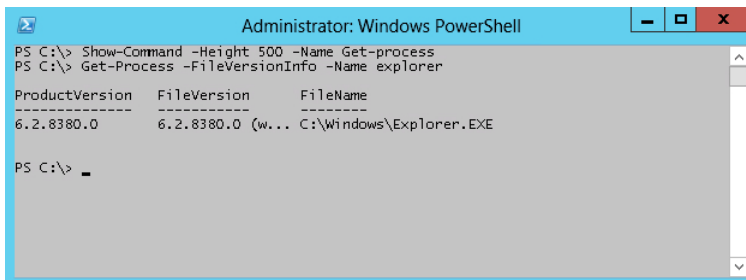 Administrator: Windows PowerShell
PS C:\> Show-Command -Height 500 -Name Get-process
PS C:\> Get-Process -FileVersionInfo -Name explorer
ProductVersion   FileVersion      FileName
--------------   -----------      --------
6.2.8380.0       6.2.8380.0 (w... C:\Windows\Explorer.EXE
PS C:\> _